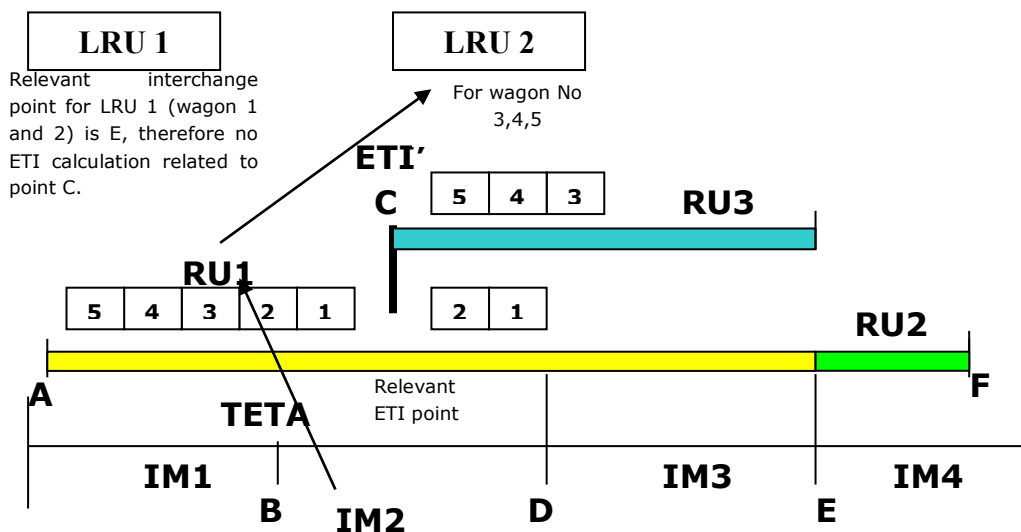 LRU 1
LRU 2
Relevant interchange
point for LRU 1 (wagon 1
and 2) is E, therefore no
ETI calculation related to
point C.
For wagon No
3,4,5
ETI’
C
5 4 3
RU3
RU1
5 4 3 2 1
2 1
RU2
A
Relevant
ETI point
F
TETA
IM1
IM3
IM4
B
IM2
D
E